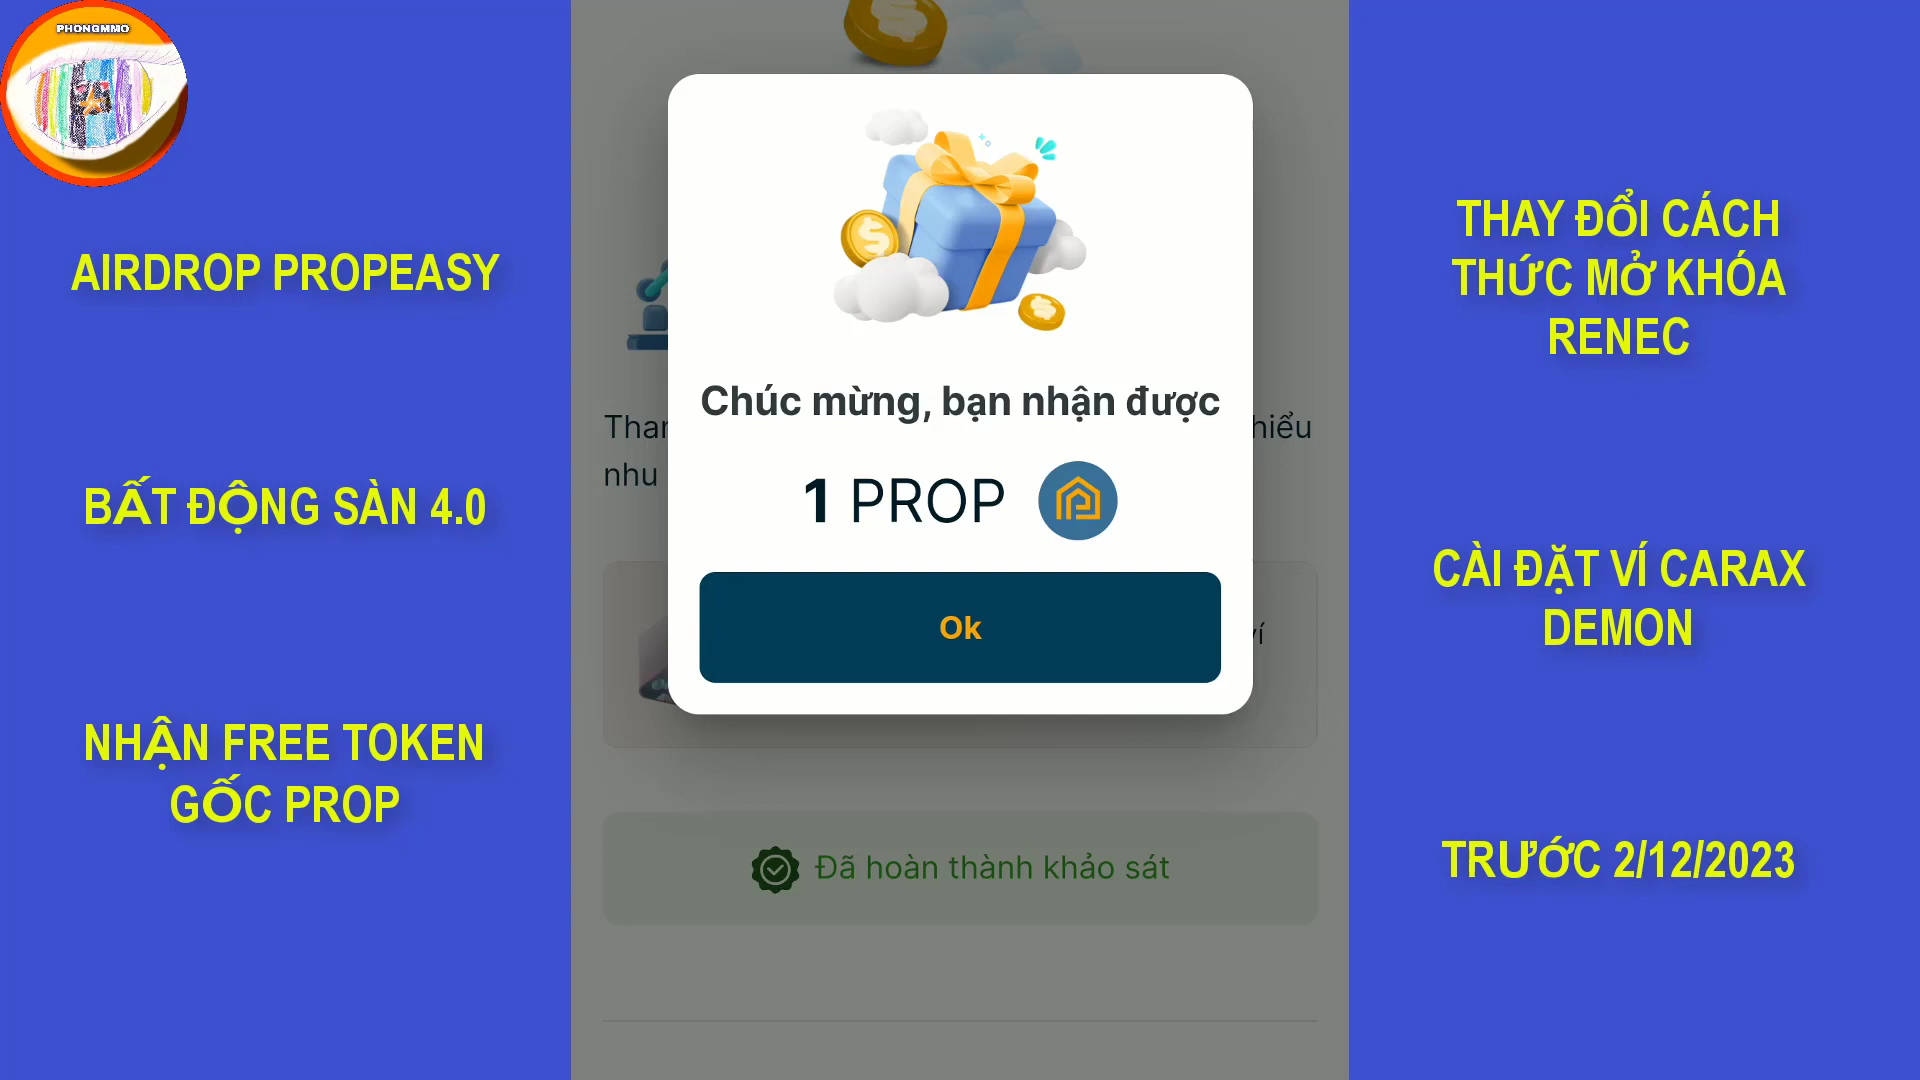 PHONGMMO
AIRDROP PROPEASY
BẤT ĐỘNG SÀN 4.0
NHẬN FREE TOKEN
GỐC PROP
Chúc mừng, bạn nhận được
1 PROP
Ok
nhu
Đã hoàn thành khảo sát
THAY ĐỔI CÁCH
THỨC MỞ KHÓA
RENEC
CÀI ĐẶT VÍ CARAX
DEMON
TRƯỚC 2/12/2023